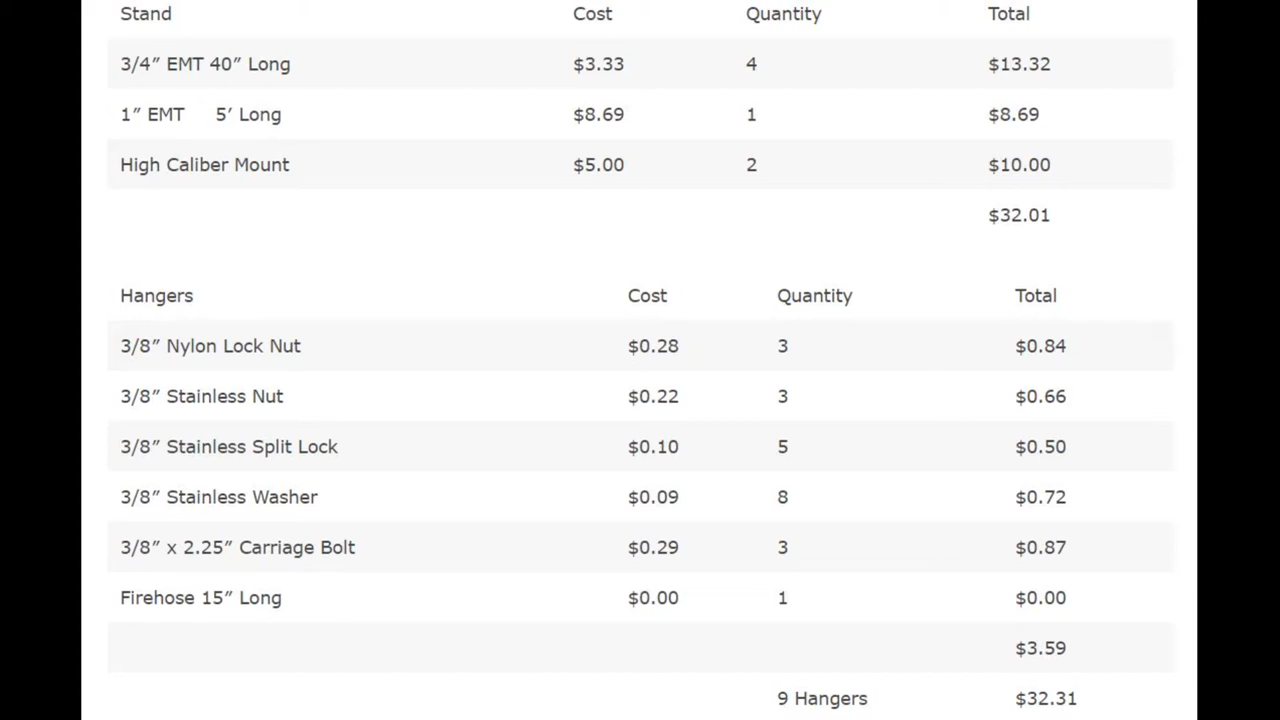 Stand Cost Quantity Total
3/4″ EMT 40″ Long $3.33 4 $13.32
1″ EMT 5′ Long $8.69 1 $8.69
High Caliber Mount $5.00 2 $10.00
$32.01
Hangers Cost Quantity Total
3/8″ Nylon Lock Nut $0.28 3 $0.84
3/8″ Stainless Nut $0.22 3 $0.66
3/8″ Stainless Split Lock $0.10 5 $0.50
3/8″ Stainless Washer $0.09 8 $0.72
3/8″ x 2.25″ Carriage Bolt $0.29 3 $0.87
Firehose 15″ Long $0.00 1 $0.00
$3.59
9 Hangers $32.31